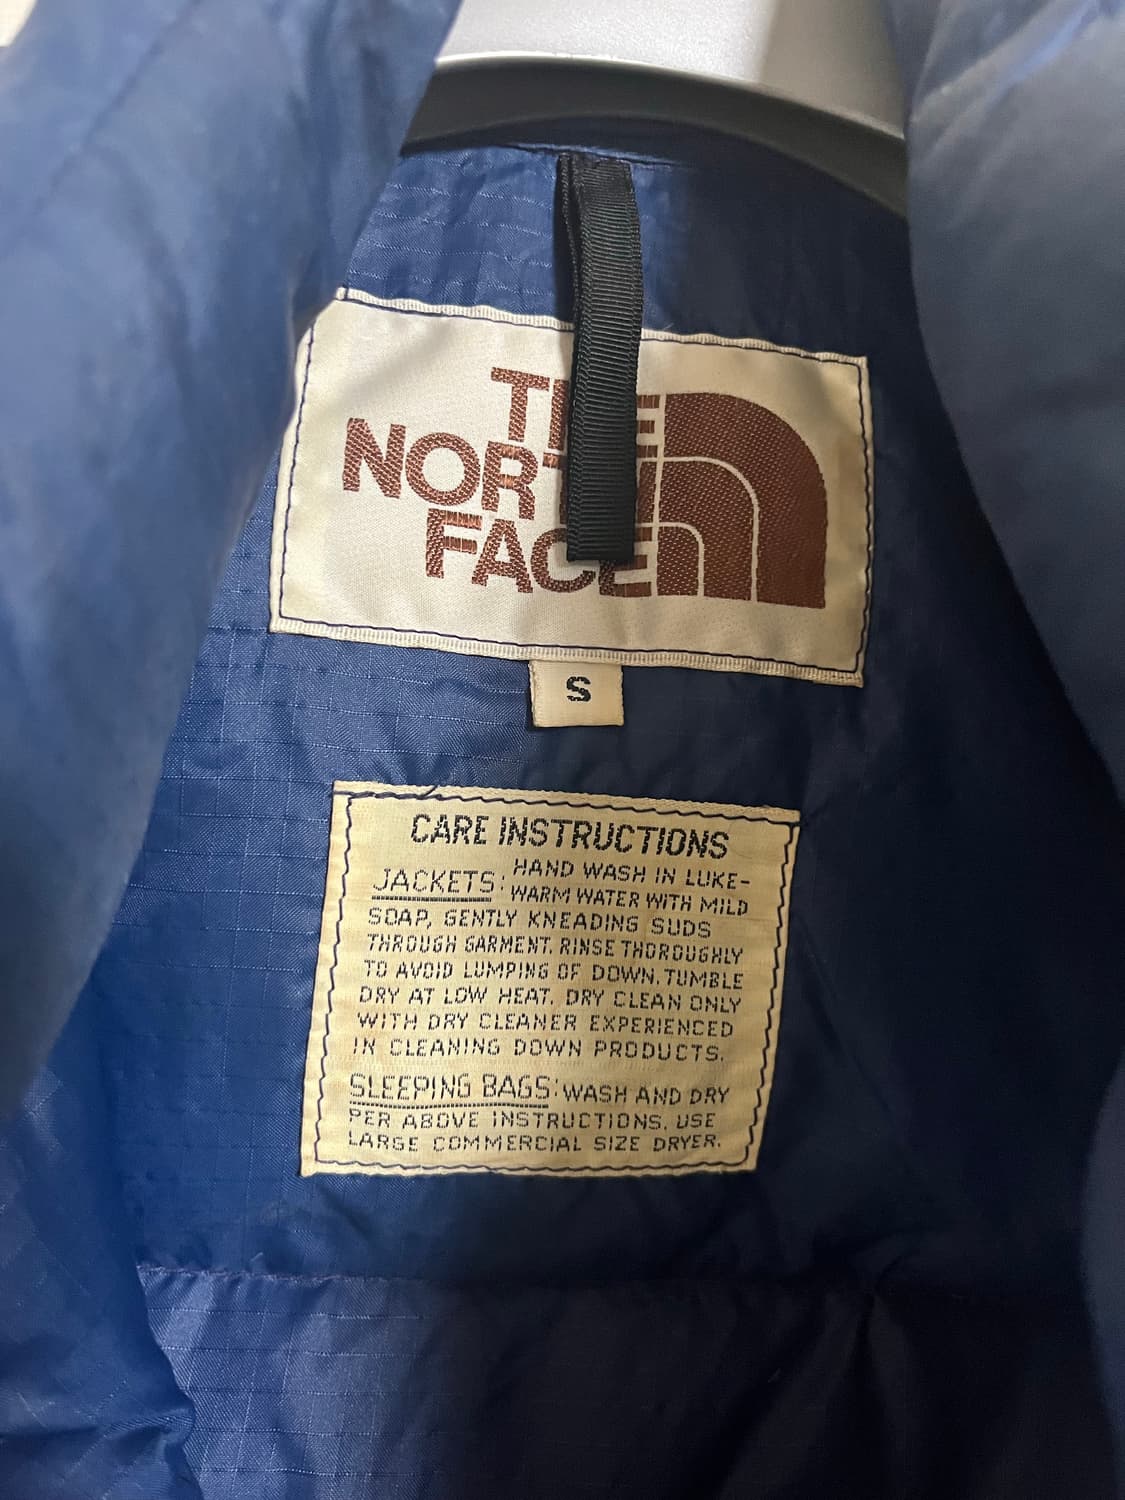 THE
NORTH
FACE
S
CARE INSTRUCTIONS
JACKETS: HAND WASH IN LUKE-
WARM WATER WITH MILD
SOAP, GENTLY KNEADING SUDS
THROUGH GARMENT. RINSE THOROUGHLY
TO AVOID LUMPING OF DOWN. TUMBLE
DRY AT LOW HEAT. DRY CLEAN ONLY
WITH DRY CLEANER EXPERIENCED
IN CLEANING DOWN PRODUCTS.
SLEEPING BAGS: WASH AND DRY
PER ABOVE INSTRUCTIONS. USE
LARGE COMMERCIAL SIZE DRYER.